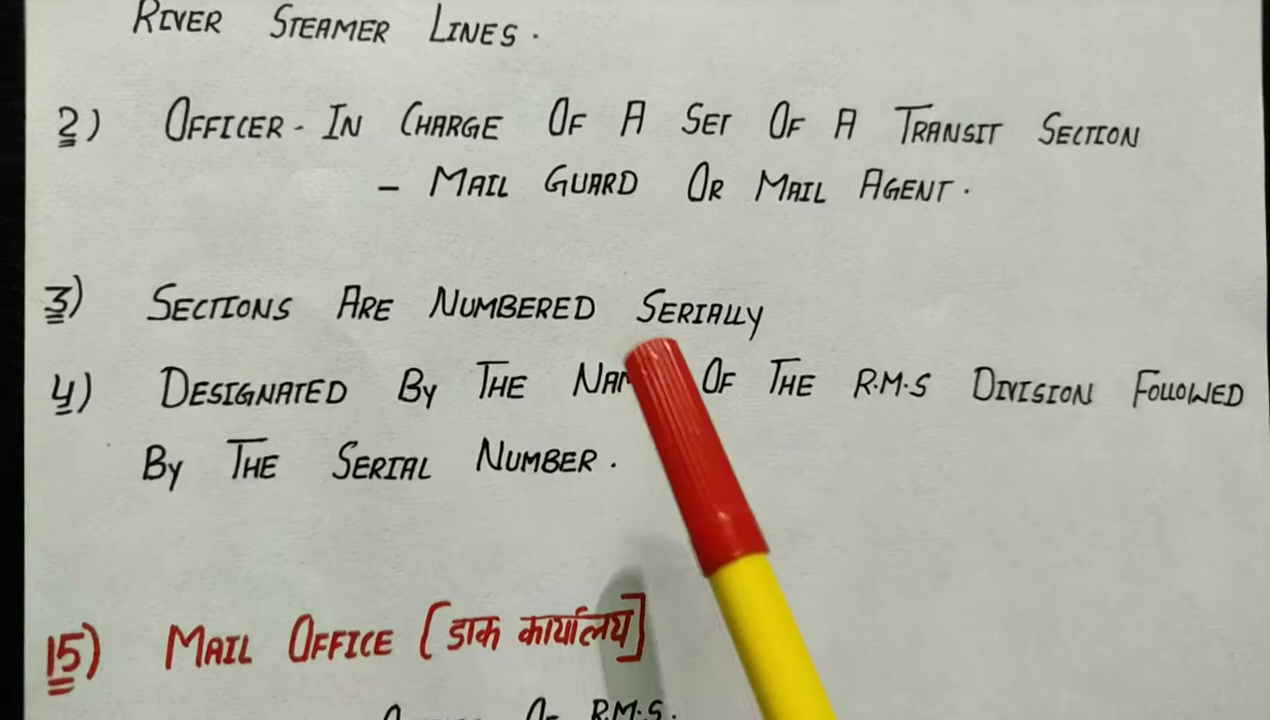 RIVER STEAMER LINES.
2) OFFICER-IN CHARGE OF A SET OF A TRANSIT SECTION
- MAIL GUARD OR MAIL AGENT.
3) SECTIONS ARE NUMBERED SERIALLY
4) DESIGNATED BY THE OF THE R.M.S DIVISION FOLLOWED
BY THE SERIAL NUMBER.
15) MAIL OFFICE [डाक कार्यालय]
R.M.S.